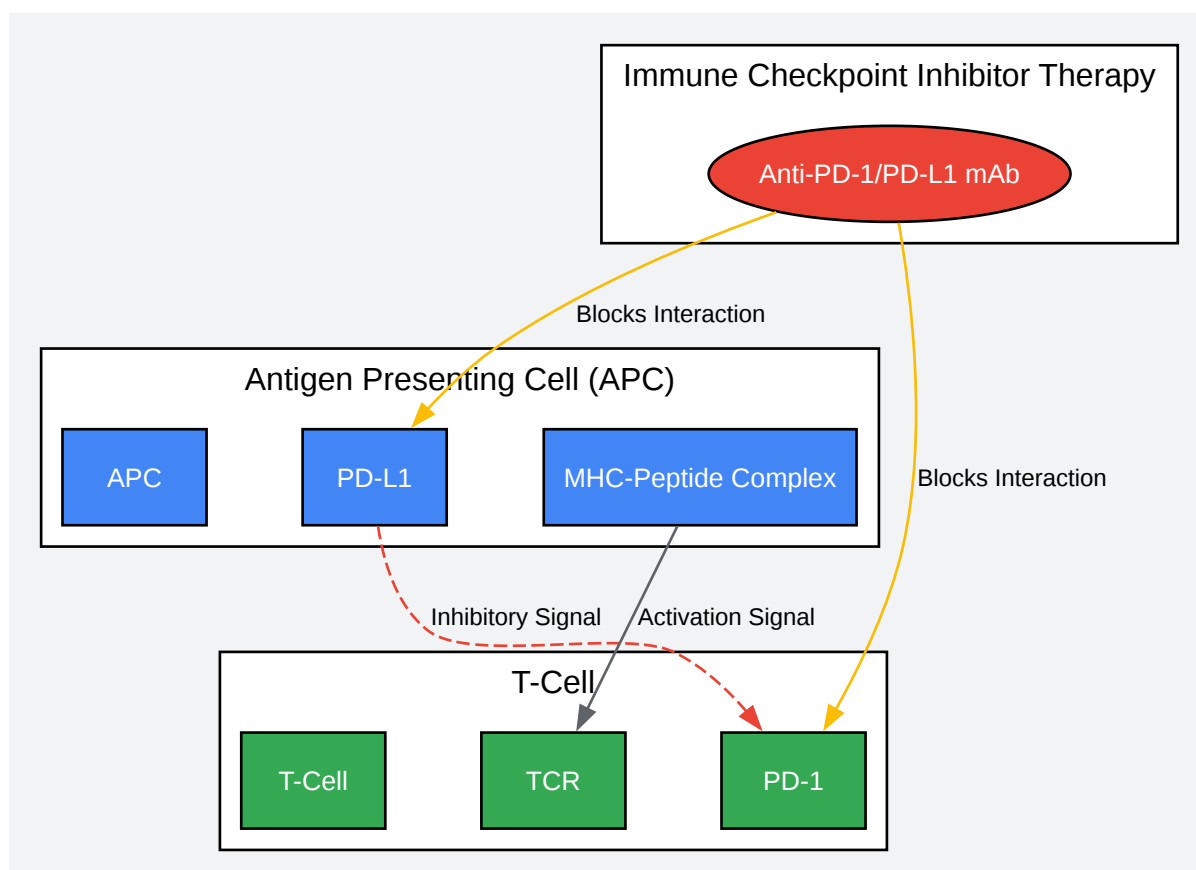 Immune Checkpoint Inhibitor Therapy
Anti-PD-1/PD-L1 mAb
Blocks Interaction
Antigen Presenting Cell (APC)
APC
PD-L1
MHC-Peptide Complex
Blocks Interaction
Inhibitory Signal
Activation Signal
T-Cell
T-Cell
TCR
PD-1